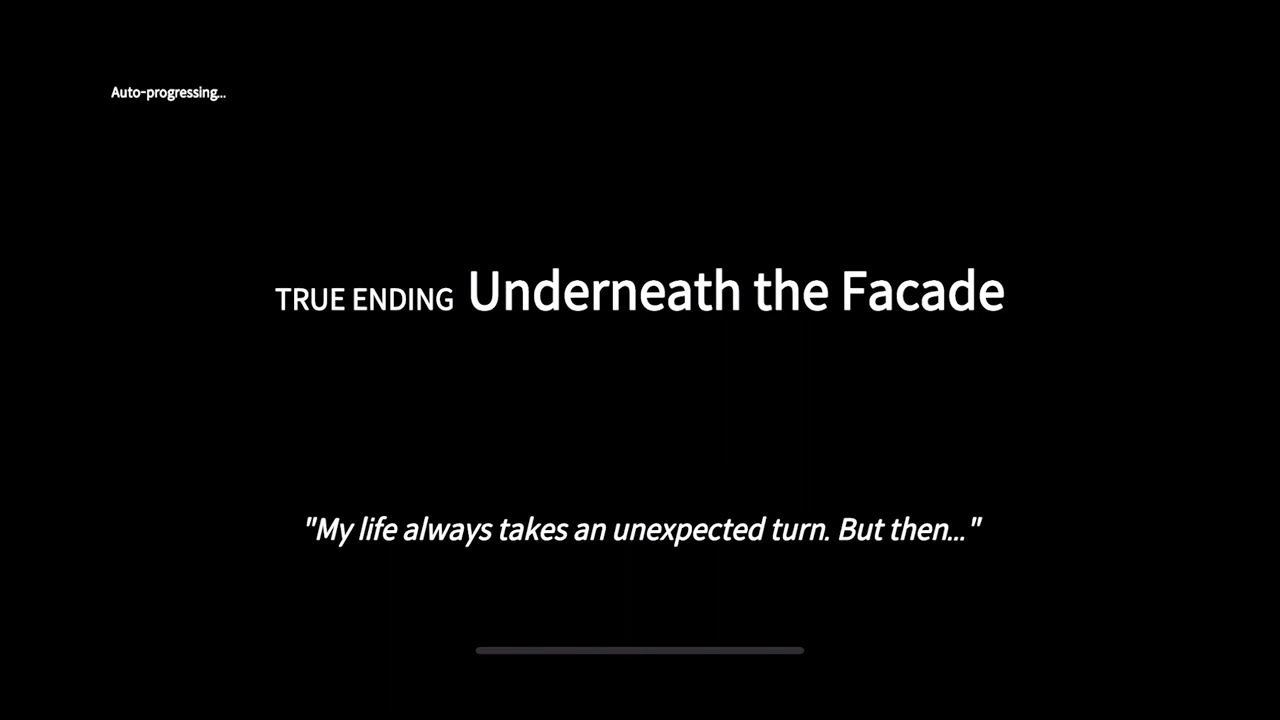 Auto-progressing...
TRUE ENDING Underneath the Facade
"My life always takes an unexpected turn. But then..."